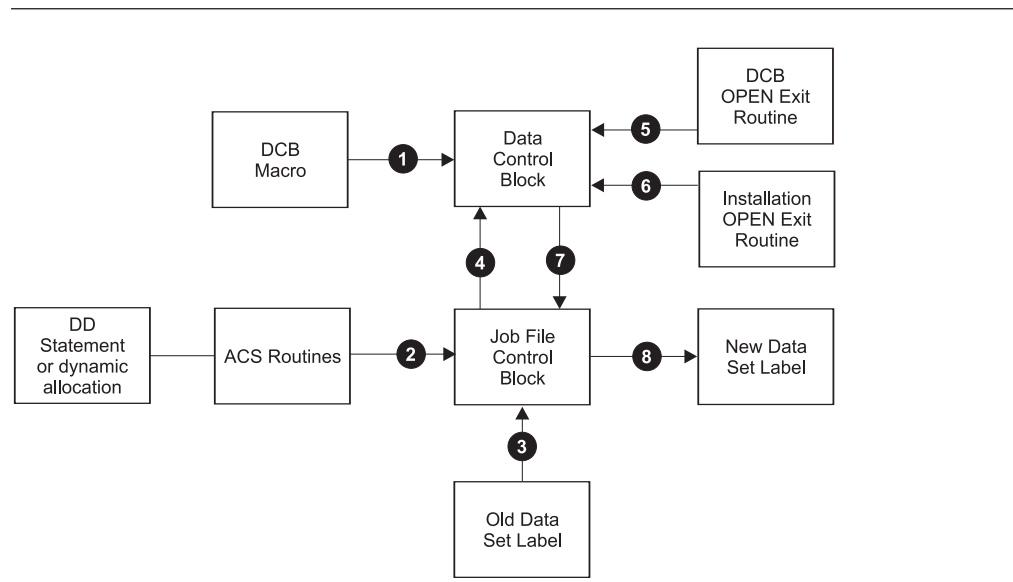 DCB
OPEN Exit
Routine
DCB
Macro
1
Data
Control
Block
5
6
Installation
OPEN Exit
Routine
4
7
DD
Statement
or dynamic
allocation
ACS Routines
2
Job File
Control
Block
8
New Data
Set Label
3
Old Data
Set Label